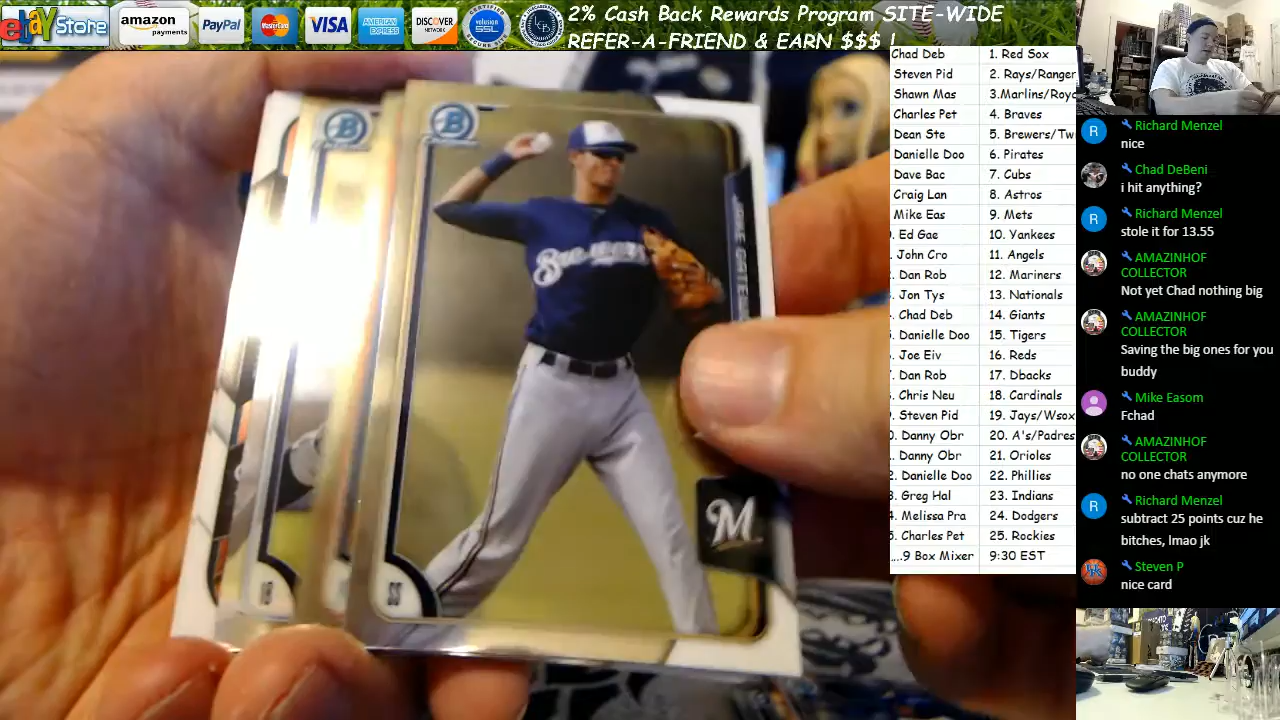 ebay Store
amazon
payments
PayPal
MasterCard
VISA
AMERICAN
EXPRESS
DISCOVER
NETWORK
SSL
2% Cash Back Rewards Program SITE-WIDE
REFER-A-FRIEND & EARN $$$ !
Chad Deb 1. Red Sox
Steven Pid 2. Rays/Ranger
Shawn Mas 3.Marlins/Royc
Charles Pet 4. Braves
Dean Ste 5. Brewers/Tw
Danielle Doo 6. Pirates
Dave Bac 7. Cubs
Craig Lan 8. Astros
Mike Eas 9. Mets
. Ed Gae 10. Yankees
. John Cro 11. Angels
. Dan Rob 12. Mariners
. Jon Tys 13. Nationals
. Chad Deb 14. Giants
. Danielle Doo 15. Tigers
. Joe Eiv 16. Reds
. Dan Rob 17. Dbacks
. Chris Neu 18. Cardinals
. Steven Pid 19. Jays/Wsox
. Danny Obr 20. A's/Padres
. Danny Obr 21. Orioles
. Danielle Doo 22. Phillies
. Greg Hal 23. Indians
. Melissa Pra 24. Dodgers
. Charles Pet 25. Rockies
....9 Box Mixer 9:30 EST
R Richard Menzel
nice
Chad DeBeni
i hit anything?
R Richard Menzel
stole it for 13.55
AMAZINHOF
COLLECTOR
Not yet Chad nothing big
AMAZINHOF
COLLECTOR
Saving the big ones for you
buddy
Mike Easom
Fchad
AMAZINHOF
COLLECTOR
no one chats anymore
R Richard Menzel
subtract 25 points cuz he
bitches, lmao jk
Steven P
nice card
B
B
Brewers
M